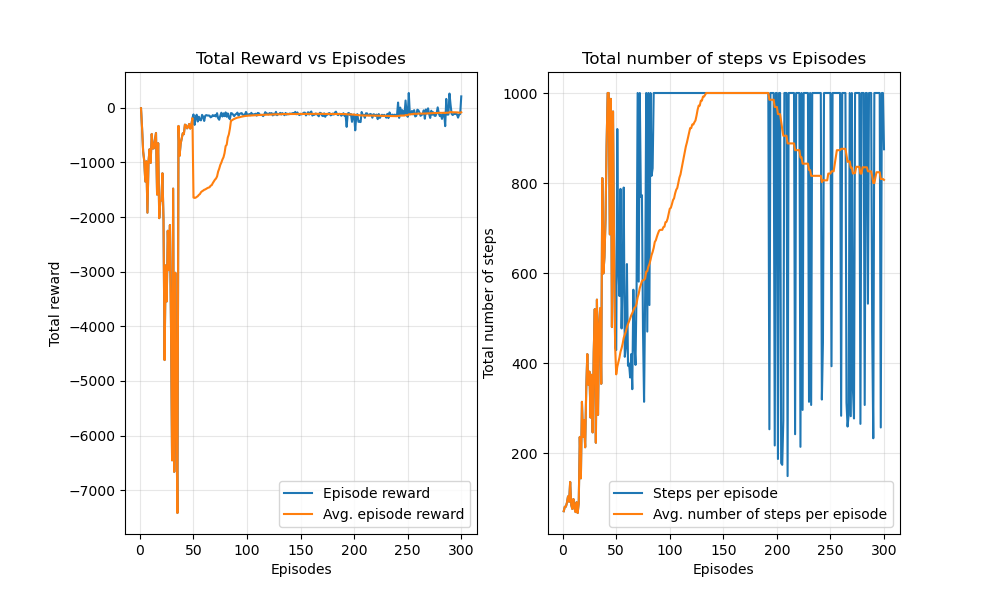 Total Reward vs Episodes
Total reward
0
−1000
−2000
−3000
−4000
−5000
−6000
−7000
0
50
100
150
200
250
300
Episodes
Episode reward
Avg. episode reward
Total number of steps vs Episodes
Total number of steps
1000
800
600
400
200
0
50
100
150
200
250
300
Episodes
Steps per episode
Avg. number of steps per episode